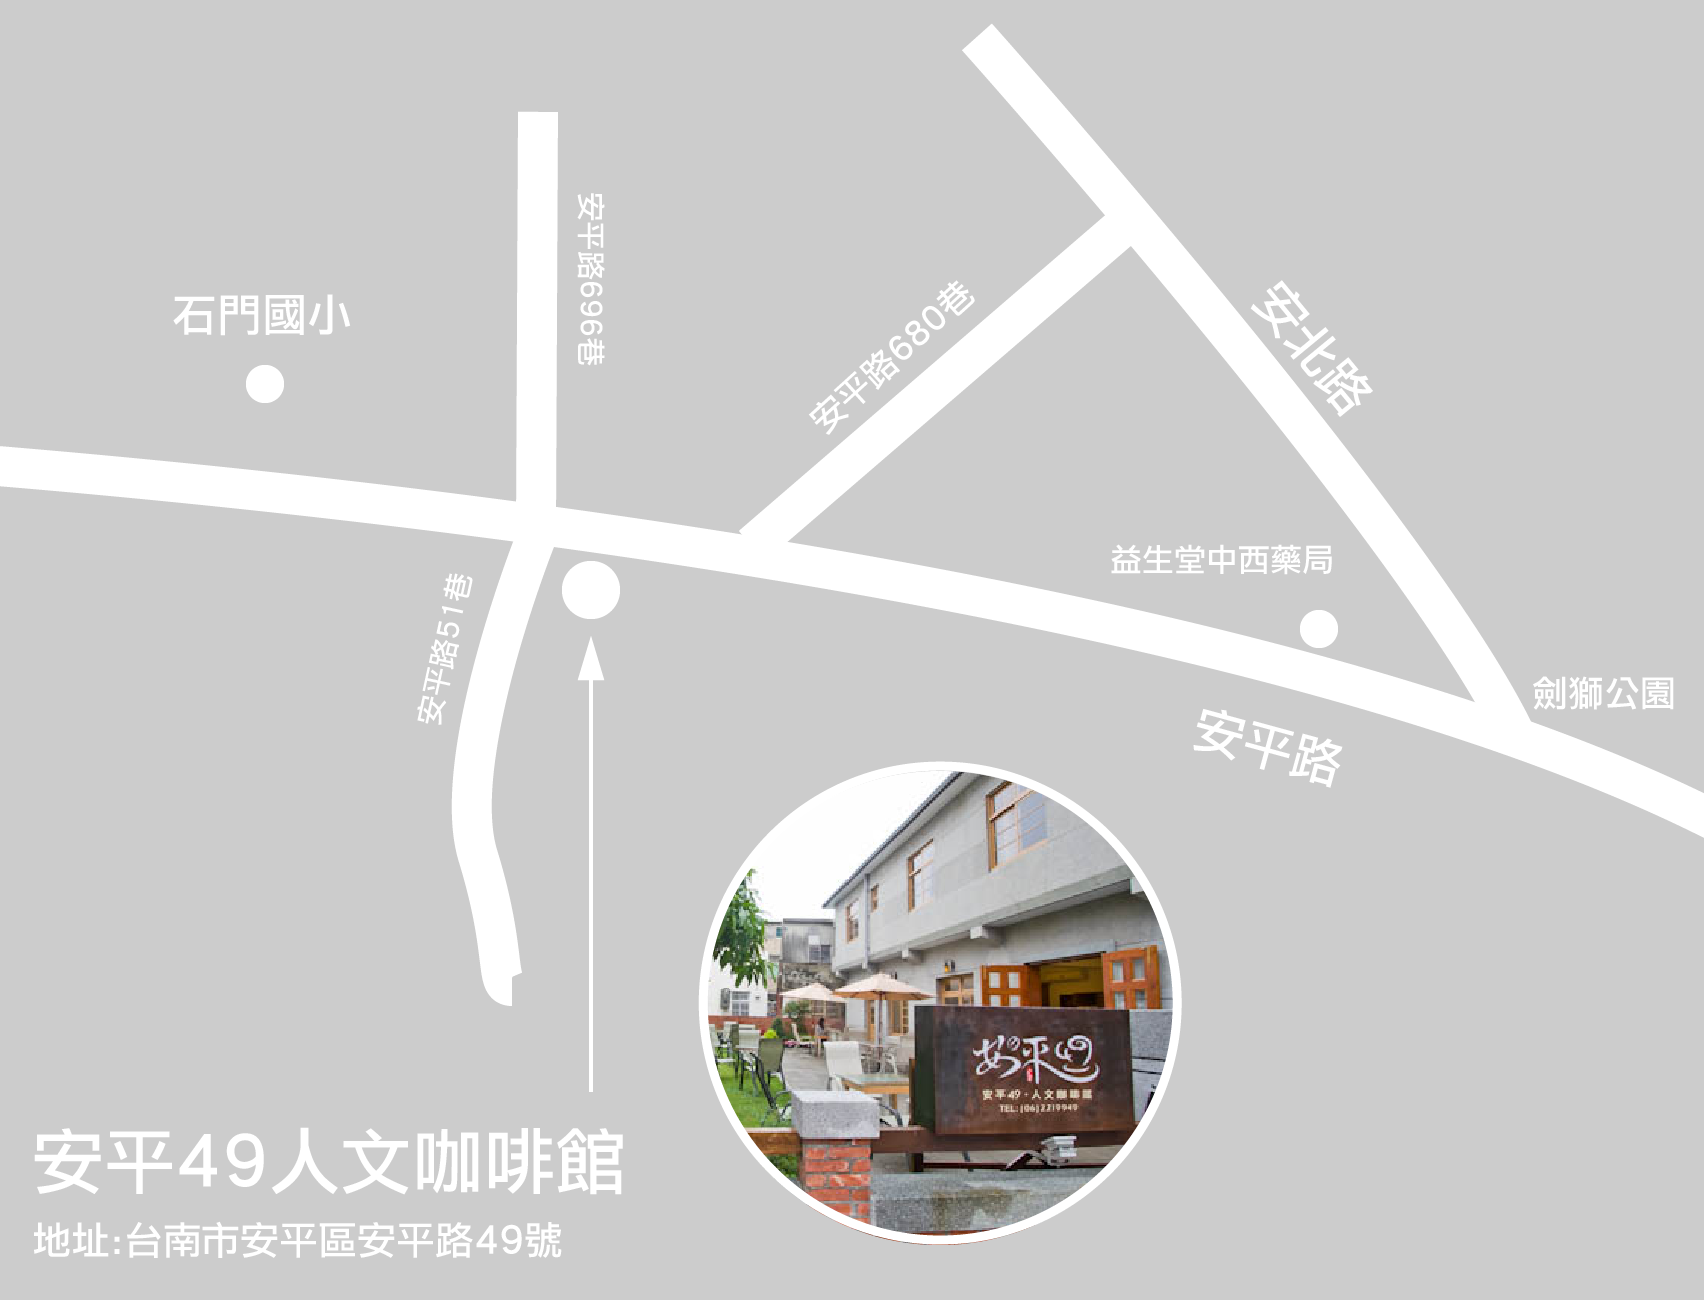 安平路696巷
石門國小
安平路680巷
安北路
益生堂中西藥局
安平路51巷
劍獅公園
安平路
安平49・人文咖啡館
TEL: (06)2219949
安平49人文咖啡館
地址:台南市安平區安平路49號